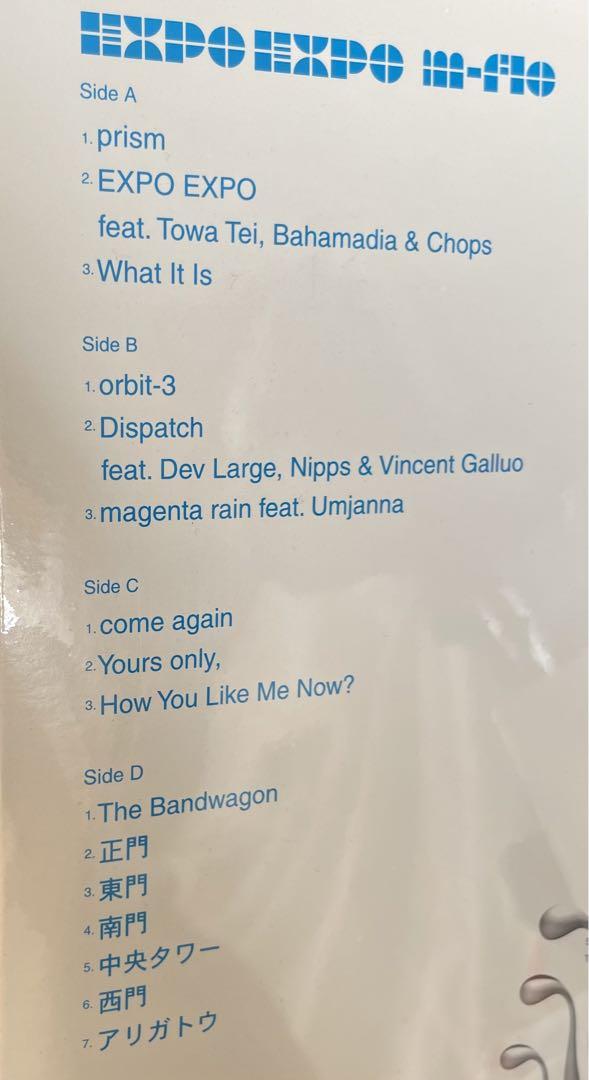 EXPO EXPO m-flo
Side A
1. prism
2. EXPO EXPO
feat. Towa Tei, Bahamadia & Chops
3. What It Is
Side B
1. orbit-3
2. Dispatch
feat. Dev Large, Nipps & Vincent Galluo
3. magenta rain feat. Umjanna
Side C
1. come again
2. Yours only,
3. How You Like Me Now?
Side D
1. The Bandwagon
2. 正門
3. 東門
4. 南門
5. 中央タワー
6. 西門
7. アリガトウ